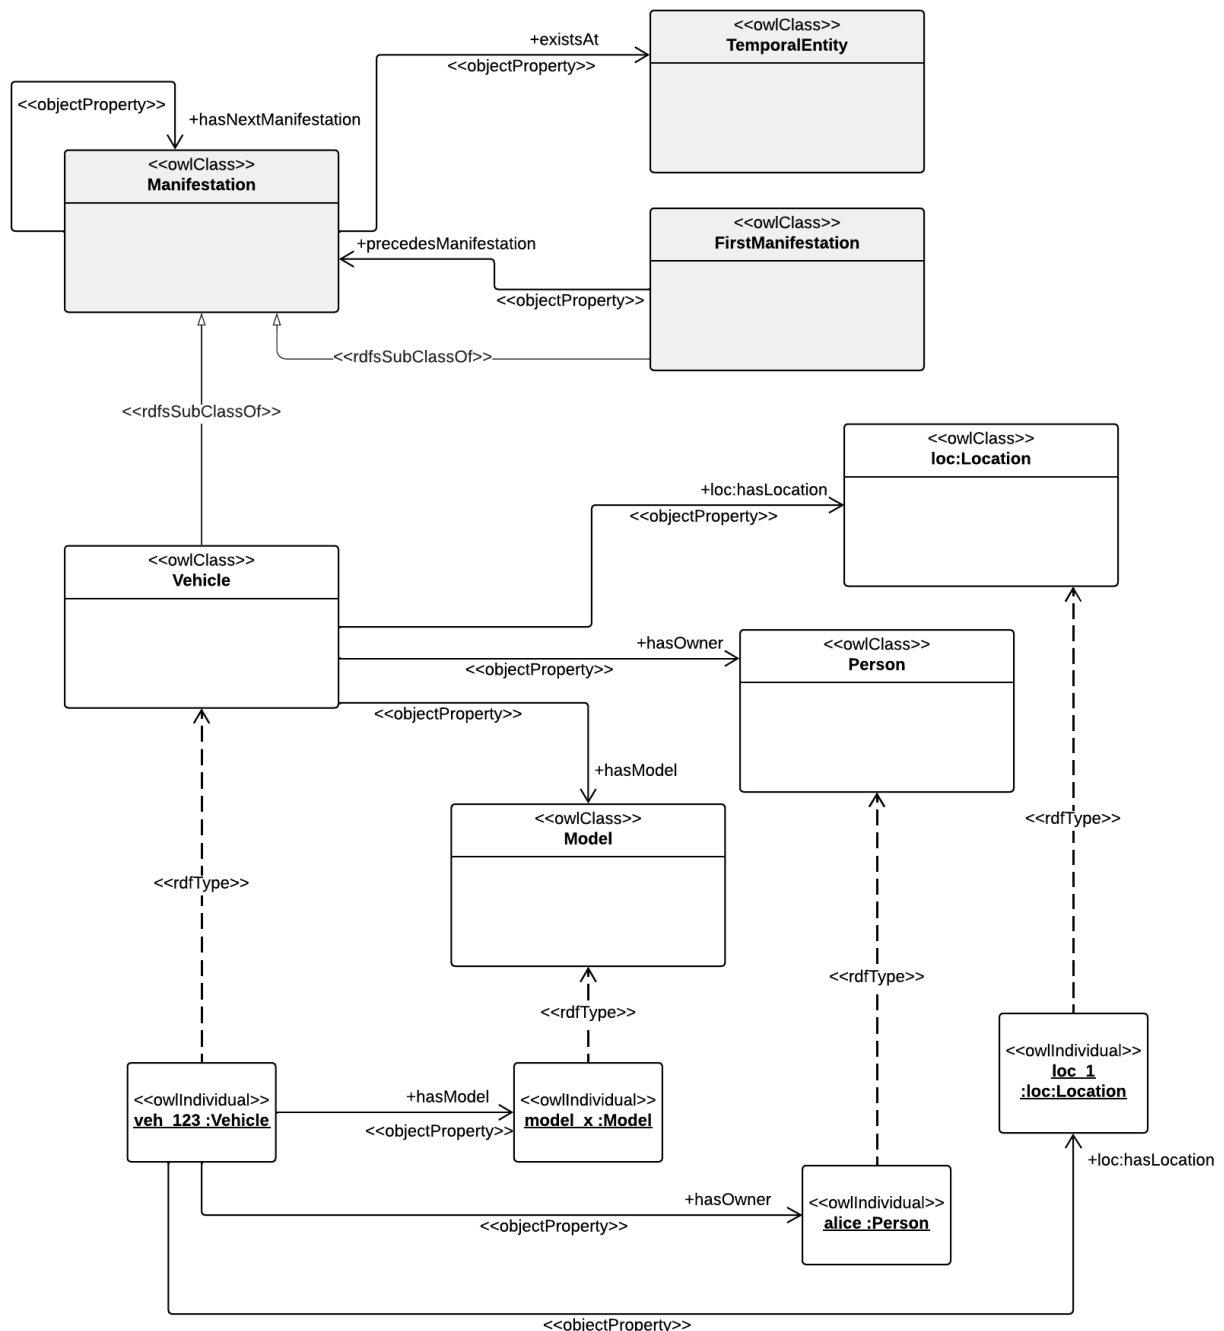 <<owlClass>>
TemporalEntity
+existsAt
<<objectProperty>>
<<objectProperty>>
+hasNextManifestation
<<owlClass>>
Manifestation
<<owlClass>>
FirstManifestation
+precedesManifestation
<<objectProperty>>
<<rdfsSubClassOf>>
<<rdfsSubClassOf>>
<<owlClass>>
loc:Location
+loc:hasLocation
<<objectProperty>>
<<owlClass>>
Vehicle
+hasOwner
<<objectProperty>>
<<owlClass>>
Person
<<objectProperty>>
+hasModel
<<owlClass>>
Model
<<rdfType>>
<<rdfType>>
<<rdfType>>
<<rdfType>>
<<owlIndividual>>
loc_1
:loc:Location
<<owlIndividual>>
veh_123 :Vehicle
+hasModel
<<objectProperty>>
<<owlIndividual>>
model_x :Model
+loc:hasLocation
+hasOwner
<<objectProperty>>
<<owlIndividual>>
alice :Person
<<objectProperty>>